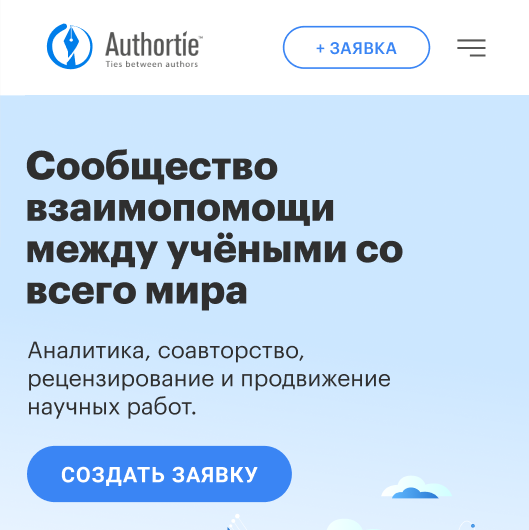 Authortie™
Ties between authors
+ ЗАЯВКА
Сообщество
взаимопомощи
между учёными со
всего мира
Аналитика, соавторство,
рецензирование и продвижение
научных работ.
СОЗДАТЬ ЗАЯВКУ